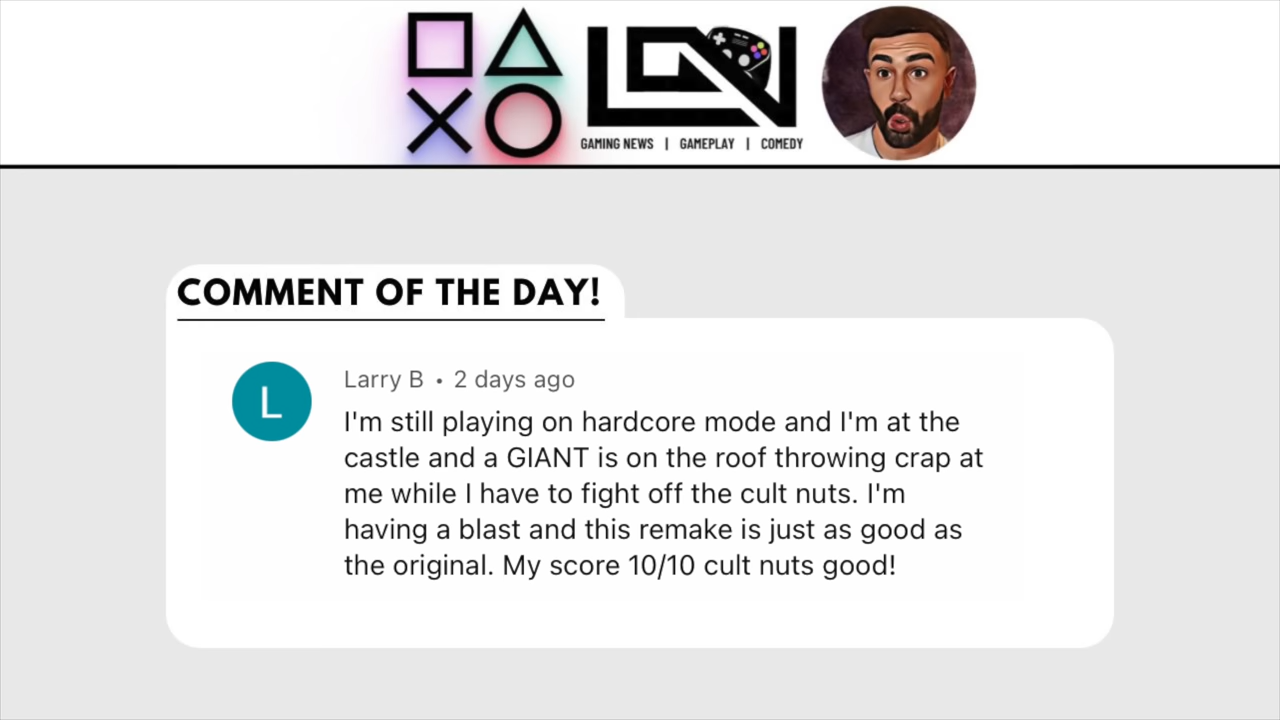 GAMING NEWS | GAMEPLAY | COMEDY
COMMENT OF THE DAY!
L
Larry B • 2 days ago
I'm still playing on hardcore mode and I'm at the
castle and a GIANT is on the roof throwing crap at
me while I have to fight off the cult nuts. I'm
having a blast and this remake is just as good as
the original. My score 10/10 cult nuts good!